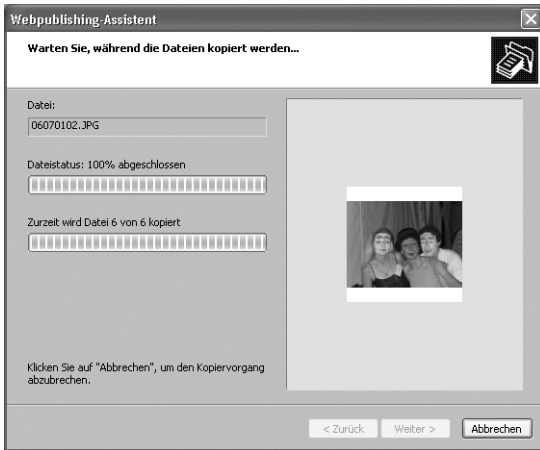 Webpublishing-Assistent
Warten Sie, während die Dateien kopiert werden...
Datei:
06070102.JPG
Dateistatus: 100% abgeschlossen
Zurzeit wird Datei 6 von 6 kopiert
Klicken Sie auf "Abbrechen", um den Kopiervorgang
abzubrechen.
< Zurück Weiter > Abbrechen